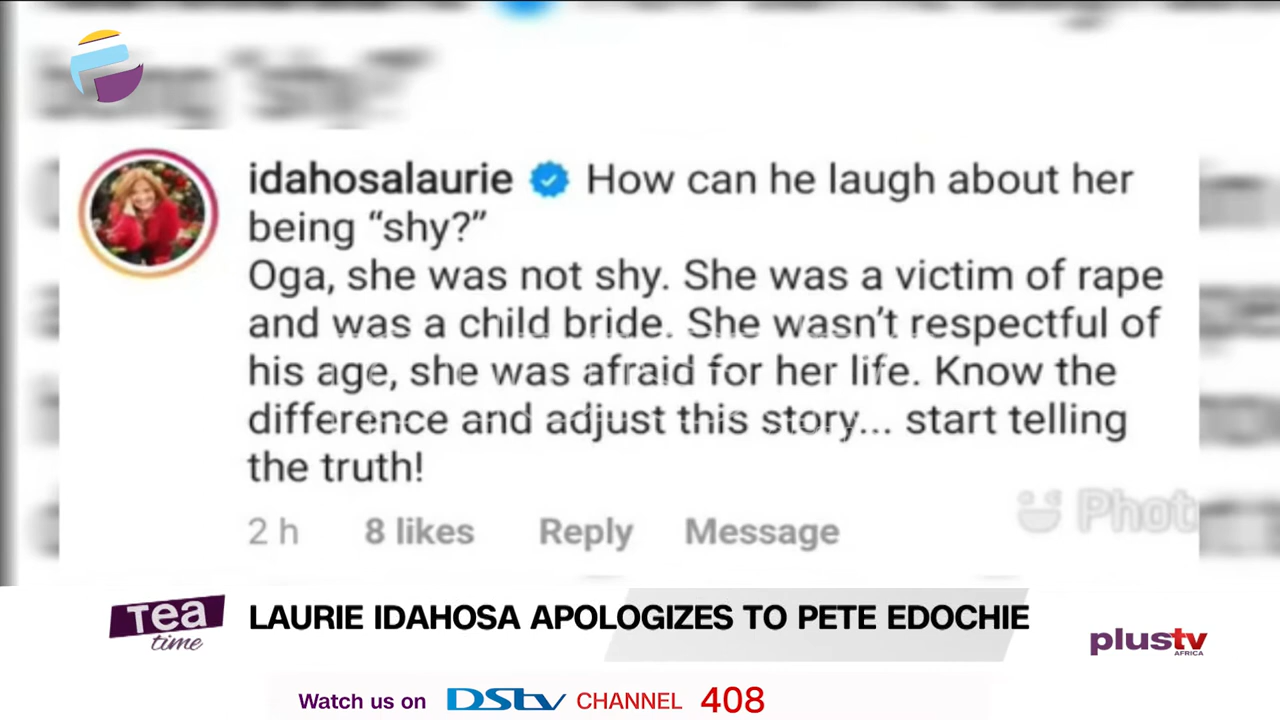 idahosalaurie How can he laugh about her
being “shy?”
Oga, she was not shy. She was a victim of rape
and was a child bride. She wasn’t respectful of
his age, she was afraid for her life. Know the
difference and adjust this story... start telling
the truth!
2 h 8 likes Reply Message
Phot
Tea
time
LAURIE IDAHOSA APOLOGIZES TO PETE EDOCHIE
plustv
AFRICA
Watch us on DStv CHANNEL 408